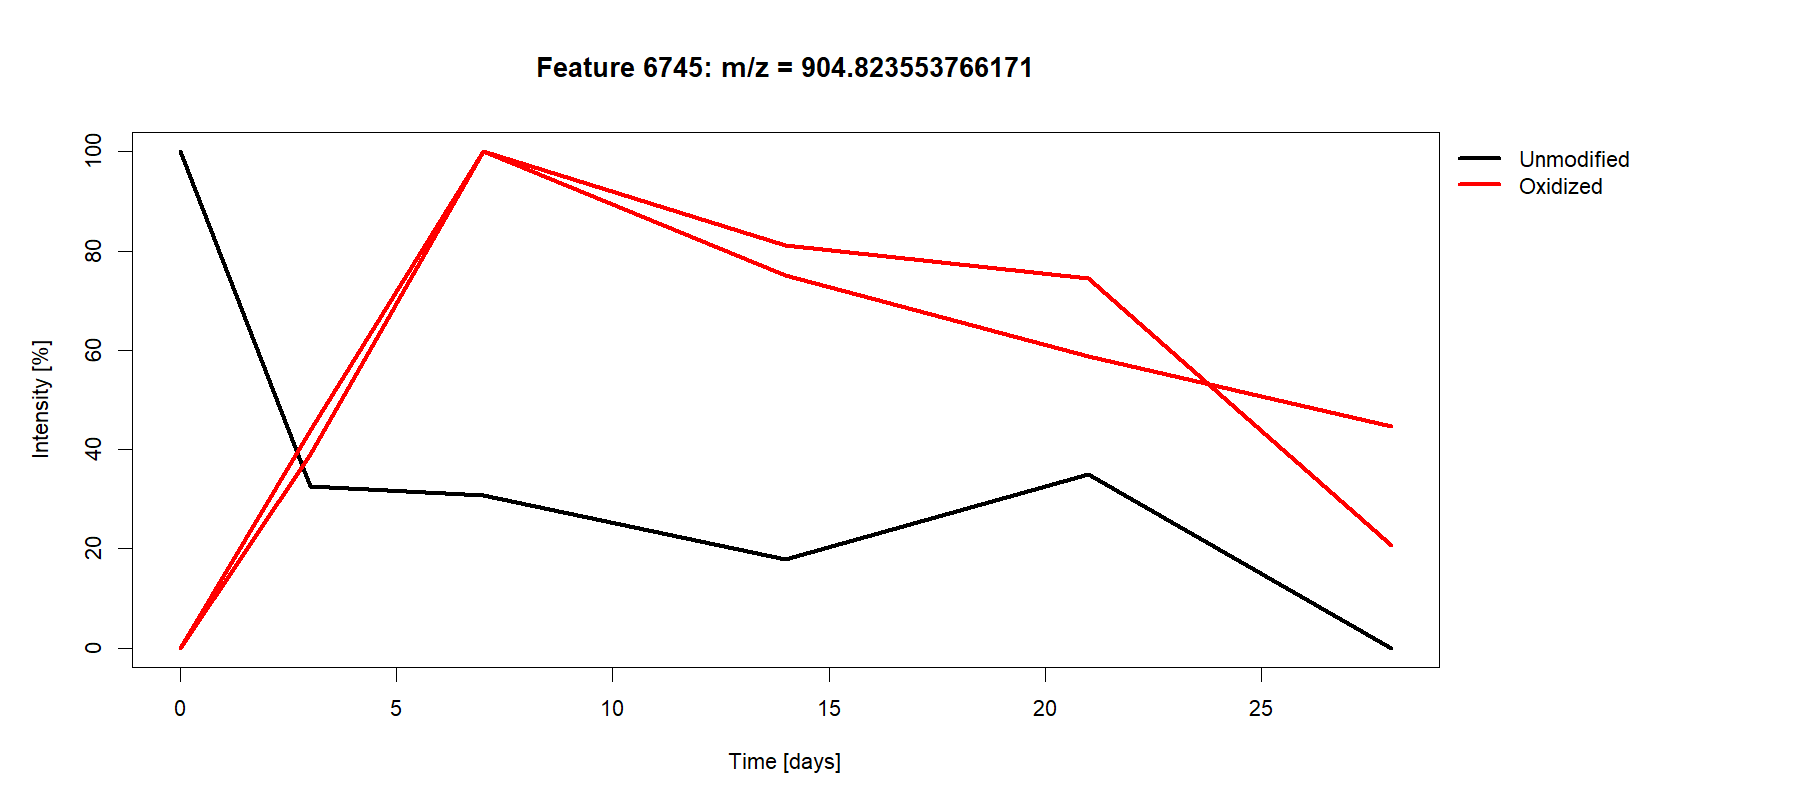 Feature 6745: m/z = 904.823553766171
Unmodified
Oxidized
Intensity [%]
100
80
60
40
20
0
0 5 10 15 20 25
Time [days]